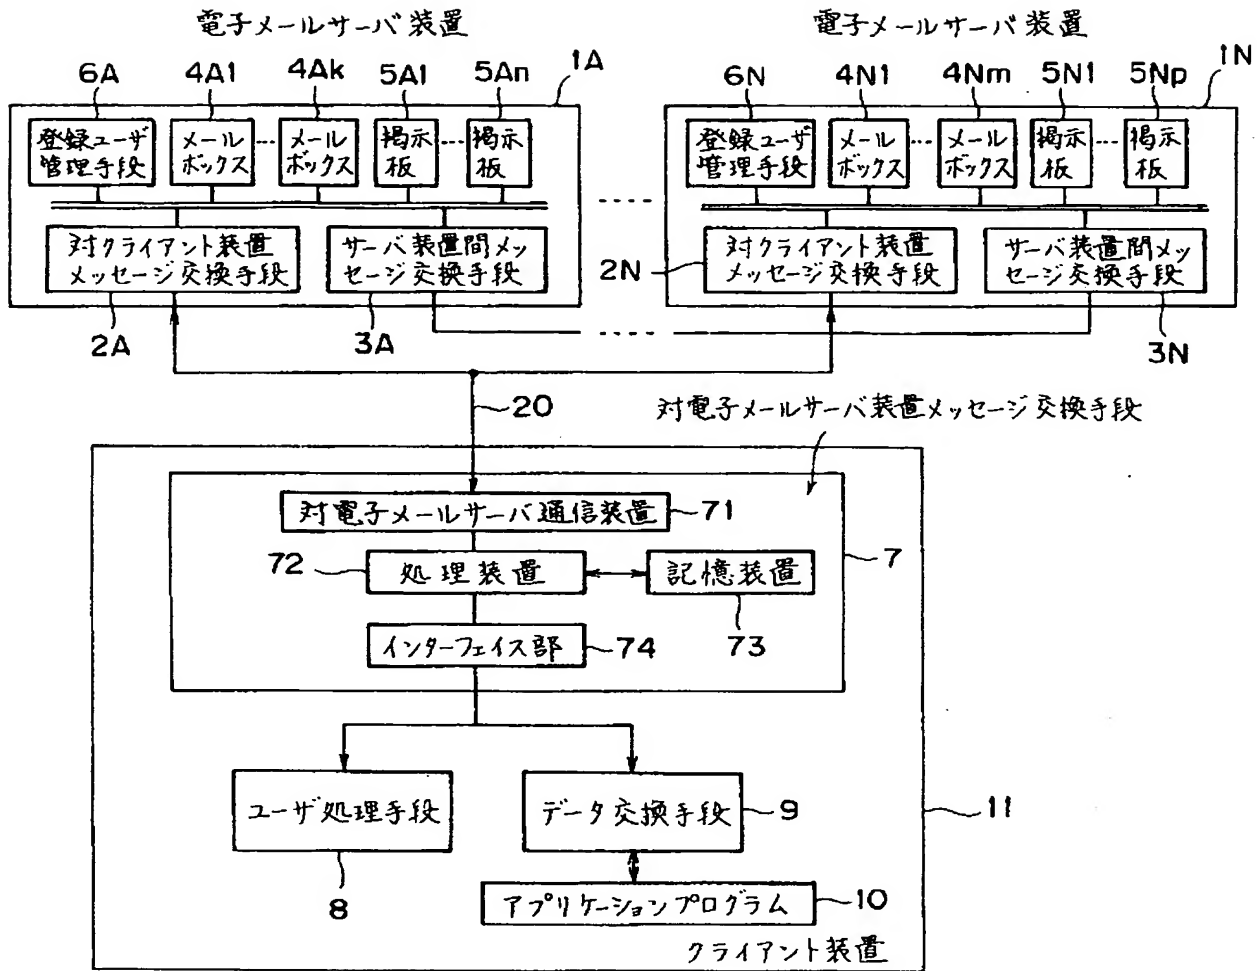 電子メールサーバ装置
電子メールサーバ装置
6A 4A1 4Ak 5A1 5An 1A
6N 4N1 4Nm 5N1 5Np 1N
登録ユーザ
管理手段
メール
ボックス
...
メール
ボックス
掲示
板
...
掲示
板
登録ユーザ
管理手段
メール
ボックス
...
メール
ボックス
掲示
板
...
掲示
板
対クライアント装置
メッセージ交換手段
サーバ装置間メッ
セージ交換手段
対クライアント装置
メッセージ交換手段
サーバ装置間メッ
セージ交換手段
2A
3A
2N
3N
20
対電子メールサーバ装置メッセージ交換手段
対電子メールサーバ通信装置
71
72
処理装置
記憶装置
7
73
インターフェイス部
74
ユーザ処理手段
データ交換手段
9
11
8
アプリケーションプログラム
10
クライアント装置